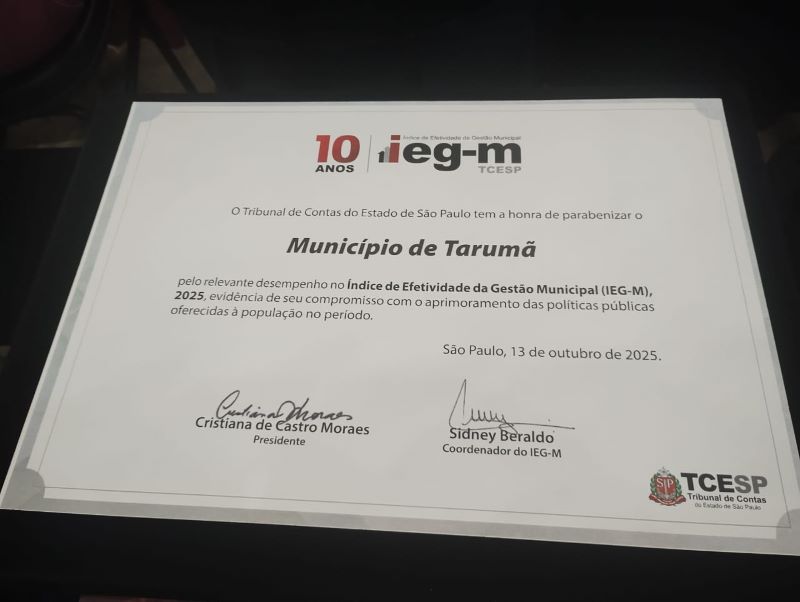 10 ANOS
Índice de Efetividade da Gestão Municipal
ieg-m
TCESP
O Tribunal de Contas do Estado de São Paulo tem a honra de parabenizar o
Município de Tarumã
pelo relevante desempenho no Índice de Efetividade da Gestão Municipal (IEG-M),
2025, evidência de seu compromisso com o aprimoramento das políticas públicas
oferecidas à população no período.
São Paulo, 13 de outubro de 2025.
Cristiana Moraes
Cristiana de Castro Moraes
Presidente
Sidney Beraldo
Coordenador do IEG-M
SP
TCESP
Tribunal de Contas
do Estado de São Paulo